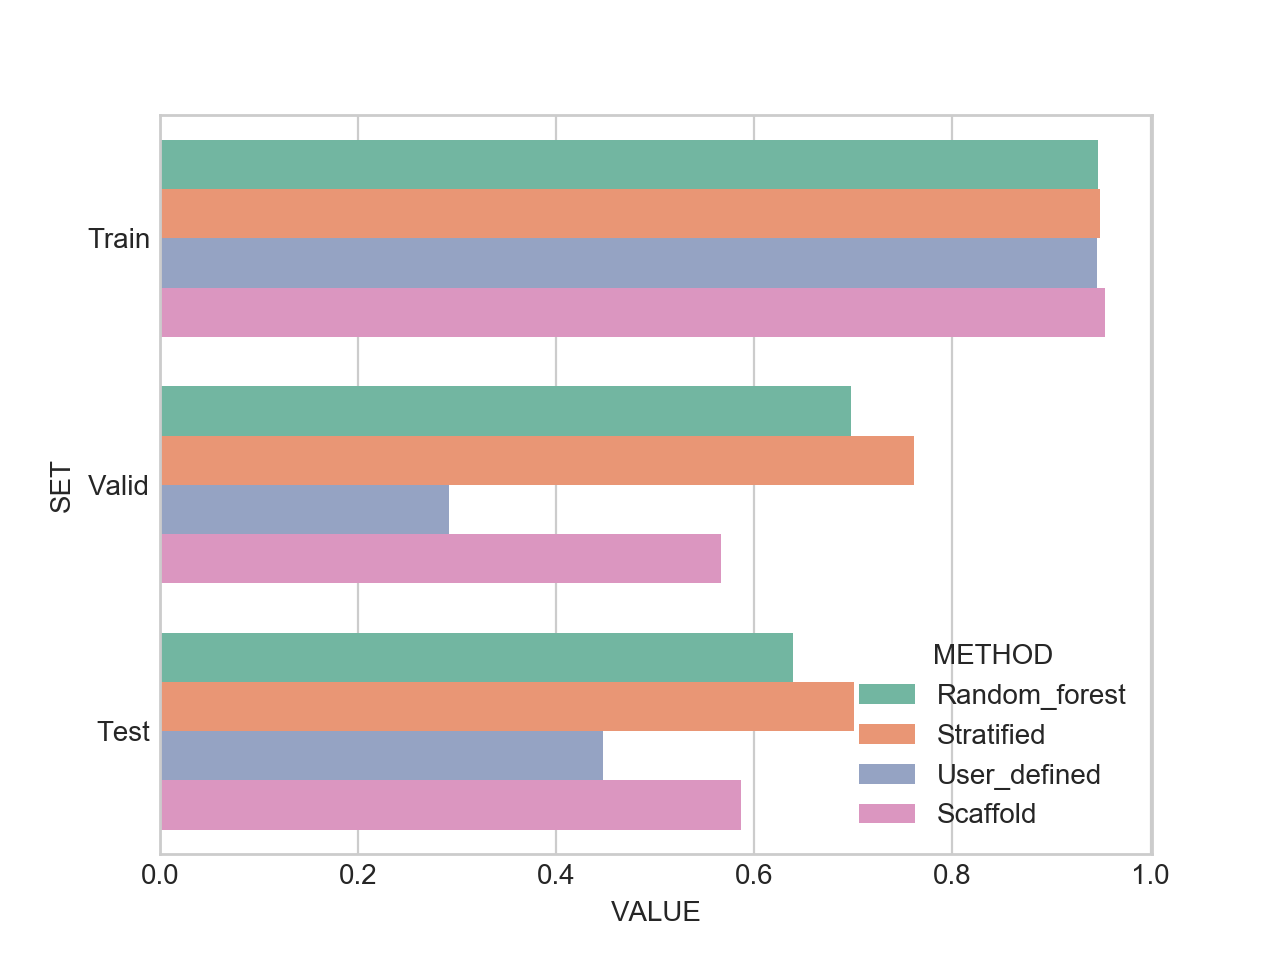 Train
Valid
Test
SET
METHOD
Random_forest
Stratified
User_defined
Scaffold
0.0 0.2 0.4 0.6 0.8 1.0
VALUE